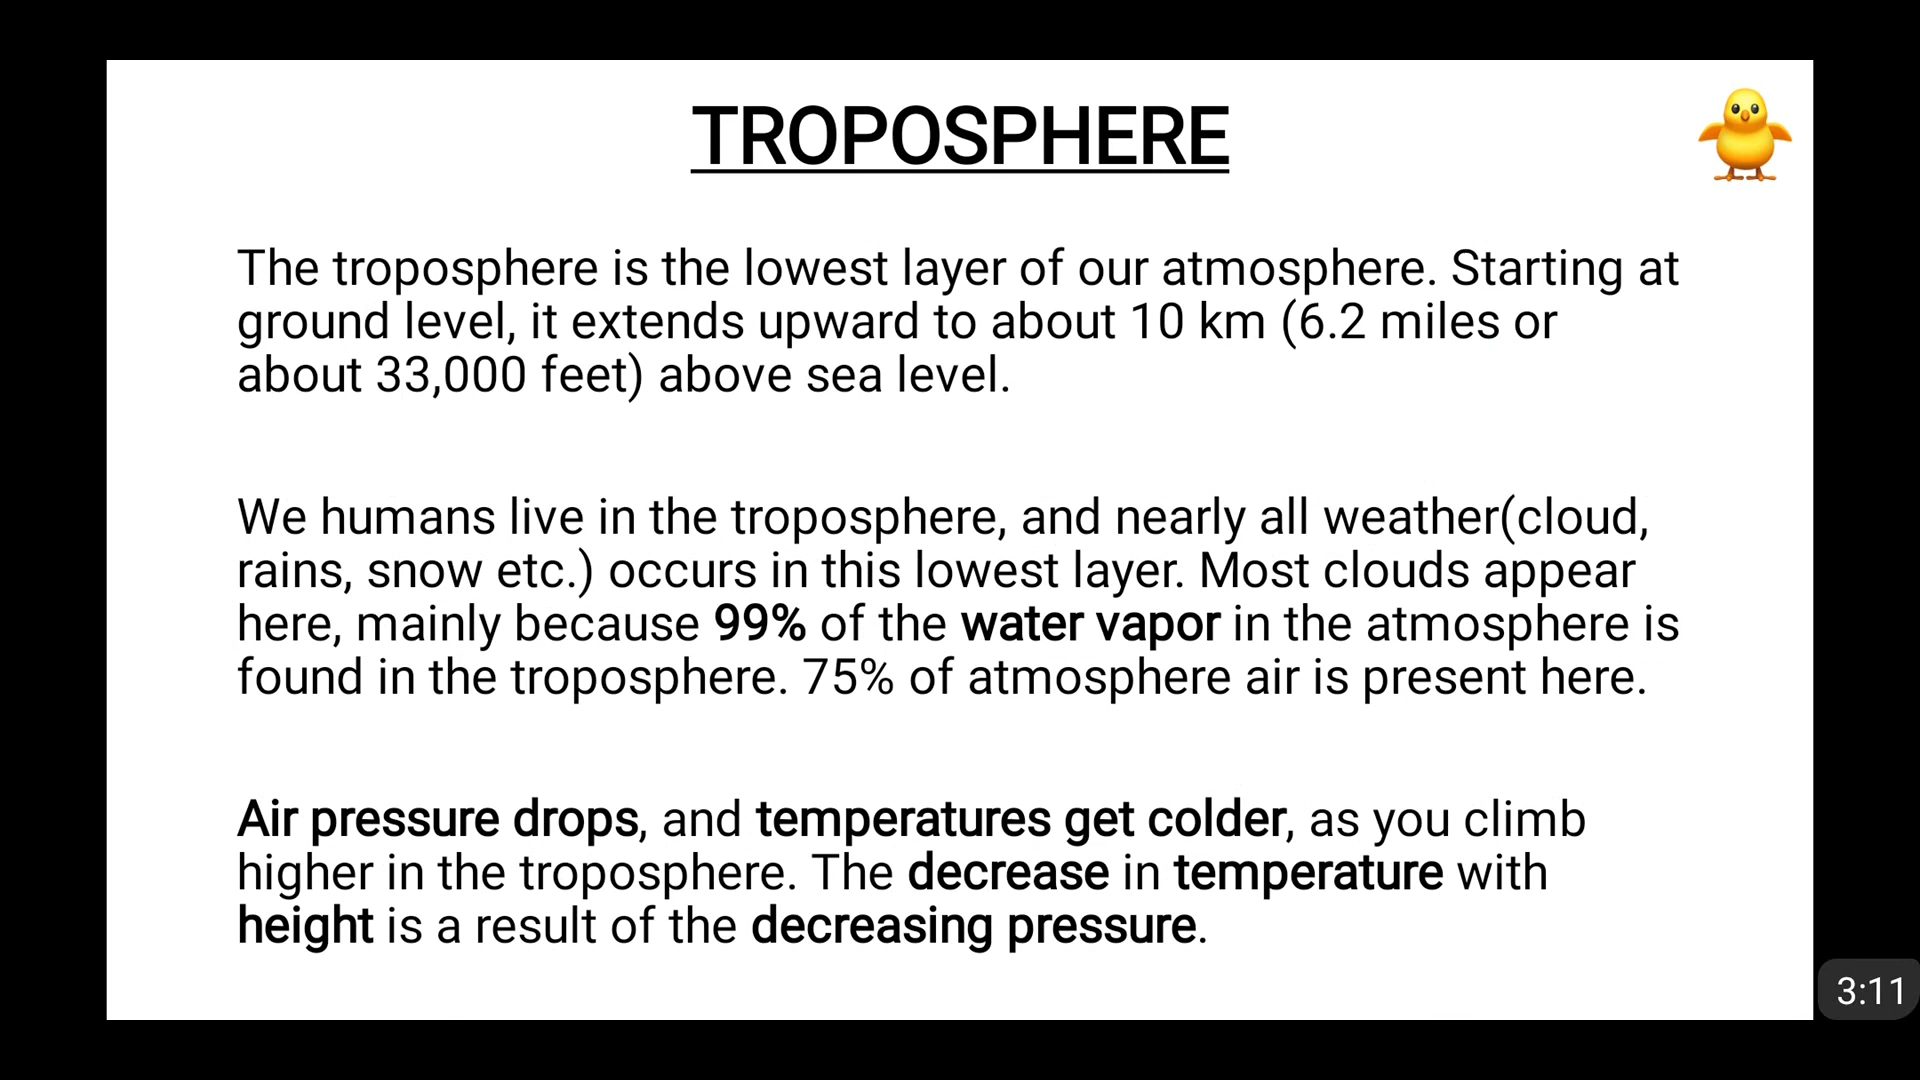 TROPOSPHERE
The troposphere is the lowest layer of our atmosphere. Starting at
ground level, it extends upward to about 10 km (6.2 miles or
about 33,000 feet) above sea level.
We humans live in the troposphere, and nearly all weather(cloud,
rains, snow etc.) occurs in this lowest layer. Most clouds appear
here, mainly because 99% of the water vapor in the atmosphere is
found in the troposphere. 75% of atmosphere air is present here.
Air pressure drops, and temperatures get colder, as you climb
higher in the troposphere. The decrease in temperature with
height is a result of the decreasing pressure.
3:11